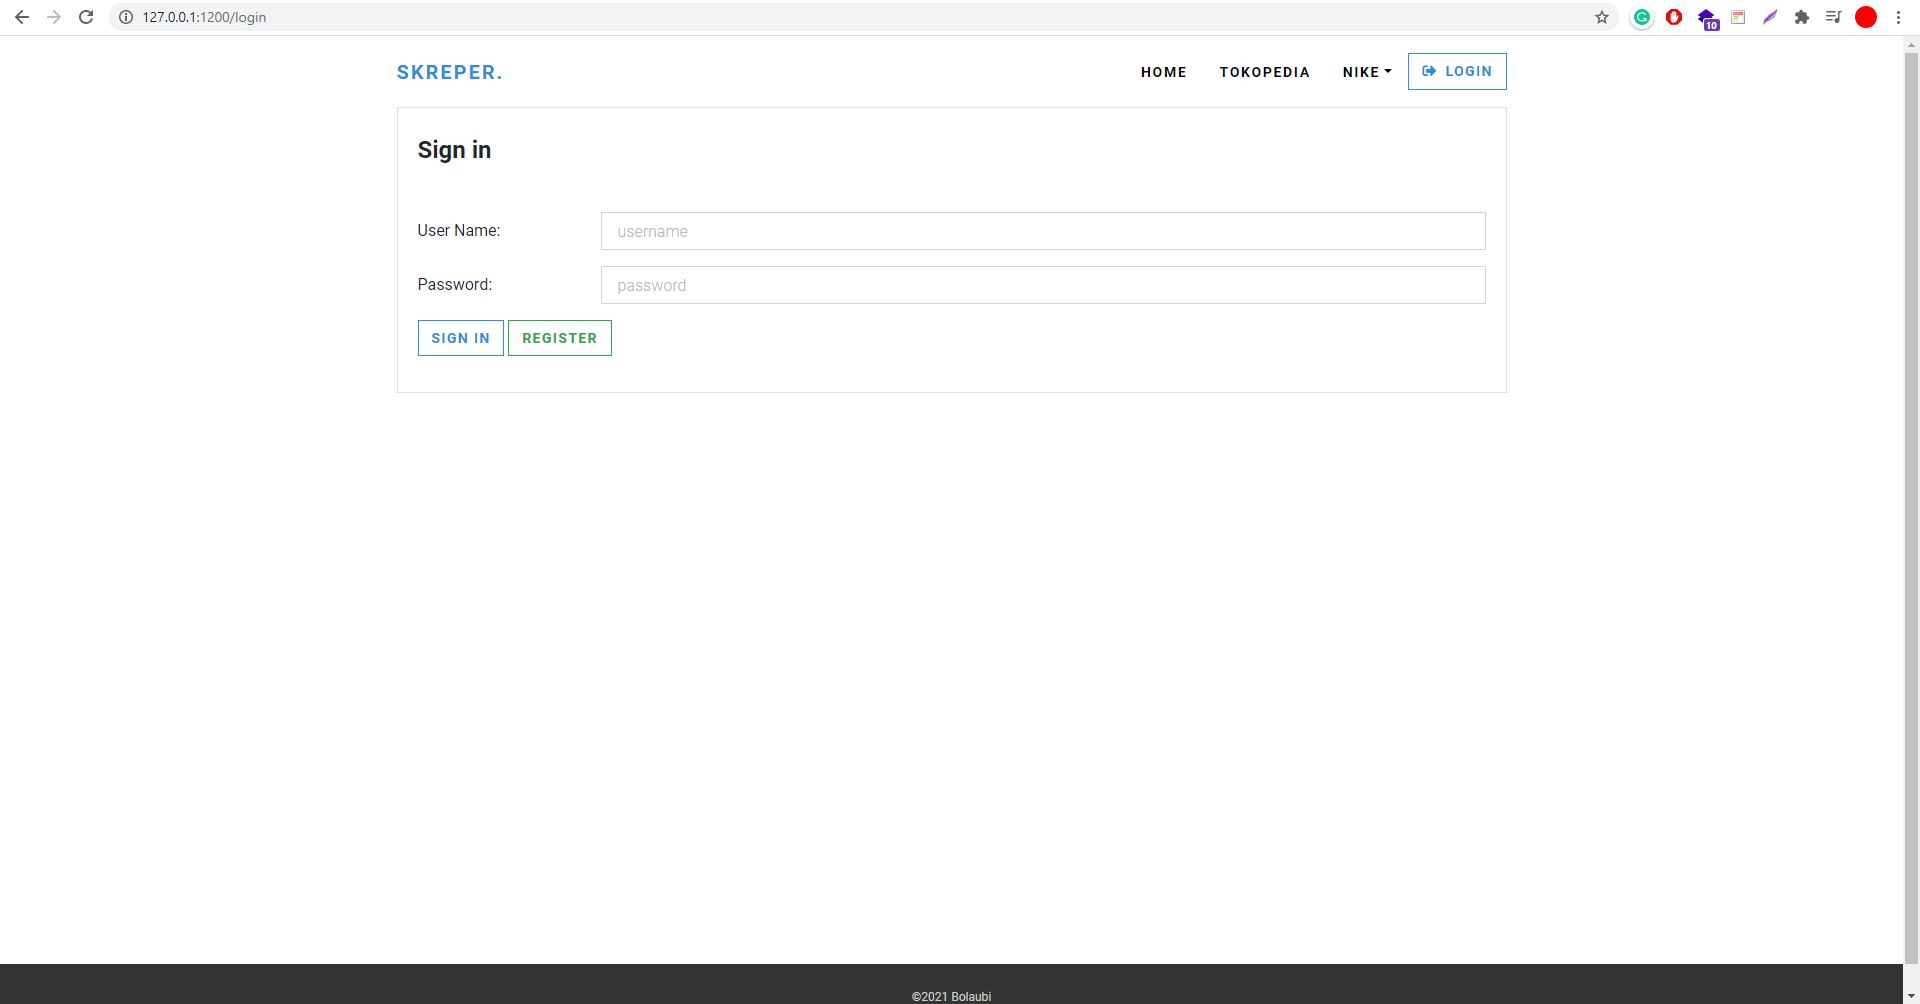 127.0.0.1:1200/login
10
SKREPER.
HOME TOKOPEDIA NIKE LOGIN
Sign in
User Name: username
Password: password
SIGN IN REGISTER
©2021 Bolaubi